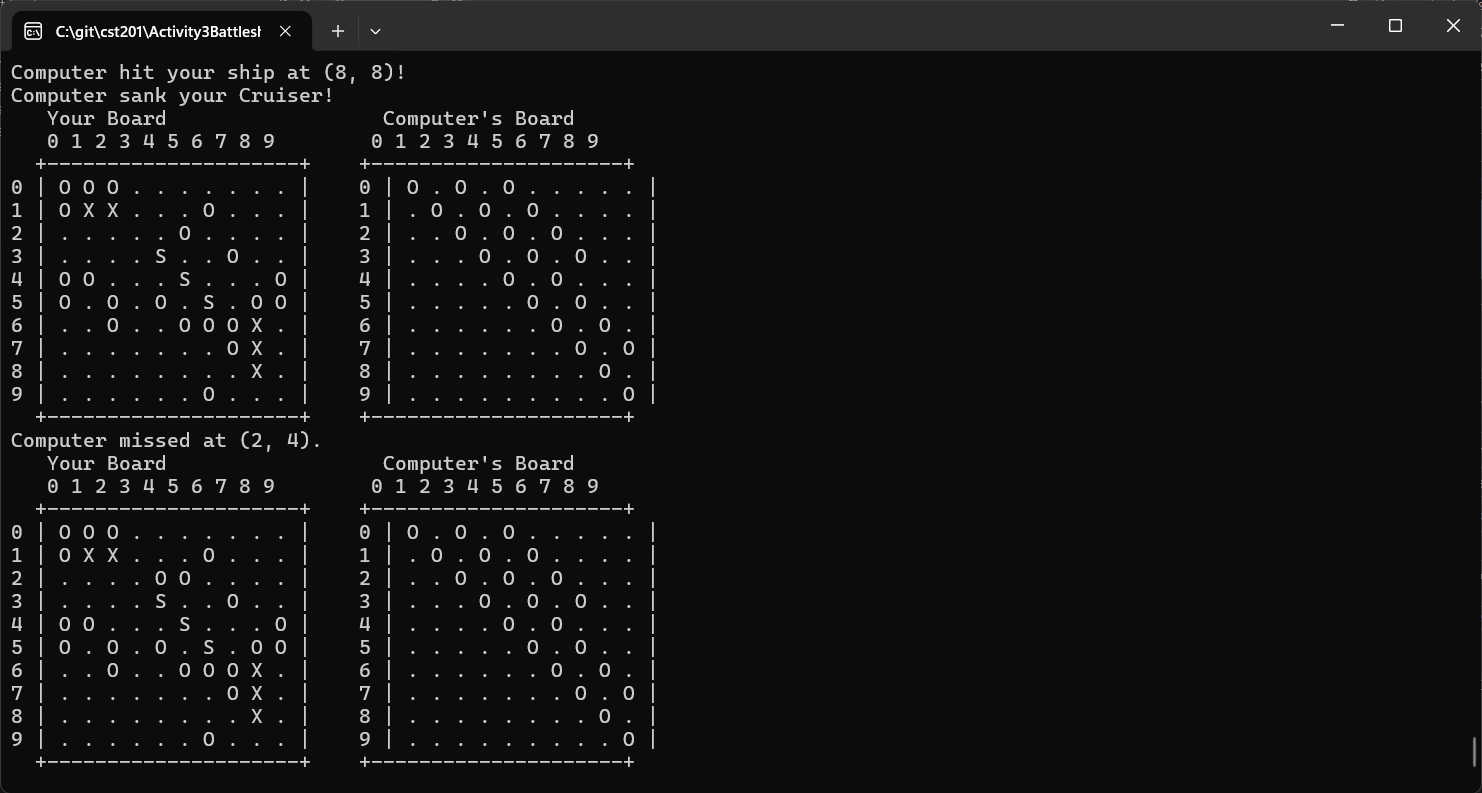 C:\git\cst201\Activity3Battlesh
Computer hit your ship at (8, 8)!
Computer sank your Cruiser!
   Your Board                  Computer's Board
   0 1 2 3 4 5 6 7 8 9        0 1 2 3 4 5 6 7 8 9
  +---------------------+    +---------------------+
0 | O O O . . . . . . . |    0 | O . O . O . . . . . |
1 | O X X . . . O . . . |    1 | . O . O . O . . . . |
2 | . . . . . O . . . . |    2 | . . O . O . O . . . |
3 | . . . . S . . O . . |    3 | . . . O . O . O . . |
4 | O O . . . S . . . O |    4 | . . . . O . O . . . |
5 | O . O . O . S . O O |    5 | . . . . . O . O . . |
6 | . . O . . O O O X . |    6 | . . . . . . O . O . |
7 | . . . . . . . O X . |    7 | . . . . . . . O . O |
8 | . . . . . . . . X . |    8 | . . . . . . . . O . |
9 | . . . . . . O . . . |    9 | . . . . . . . . . O |
  +---------------------+    +---------------------+
Computer missed at (2, 4).
   Your Board                  Computer's Board
   0 1 2 3 4 5 6 7 8 9        0 1 2 3 4 5 6 7 8 9
  +---------------------+    +---------------------+
0 | O O O . . . . . . . |    0 | O . O . O . . . . . |
1 | O X X . . . O . . . |    1 | . O . O . O . . . . |
2 | . . . . O O . . . . |    2 | . . O . O . O . . . |
3 | . . . . S . . O . . |    3 | . . . O . O . O . . |
4 | O O . . . S . . . O |    4 | . . . . O . O . . . |
5 | O . O . O . S . O O |    5 | . . . . . O . O . . |
6 | . . O . . O O O X . |    6 | . . . . . . O . O . |
7 | . . . . . . . O X . |    7 | . . . . . . . O . O |
8 | . . . . . . . . X . |    8 | . . . . . . . . O . |
9 | . . . . . . O . . . |    9 | . . . . . . . . . O |
  +---------------------+    +---------------------+